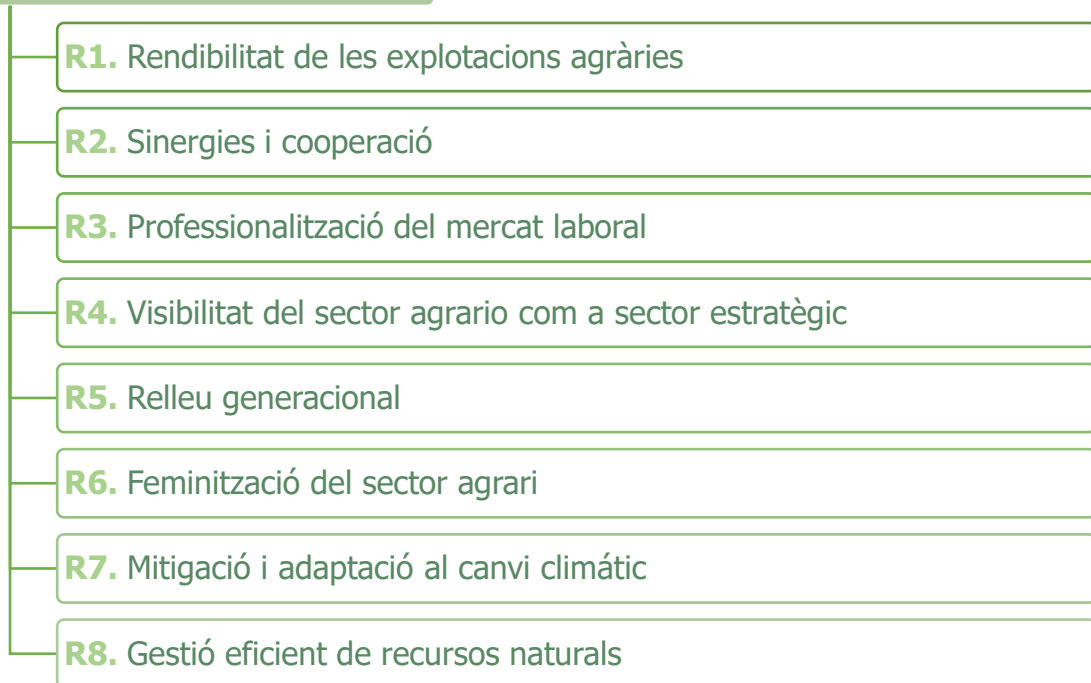 R1. Rendibilitat de les explotacions agràries
R2. Sinergies i cooperació
R3. Professionalització del mercat laboral
R4. Visibilitat del sector agrario com a sector estratègic
R5. Relleu generacional
R6. Feminització del sector agrari
R7. Mitigació i adaptació al canvi climátic
R8. Gestió eficient de recursos naturals